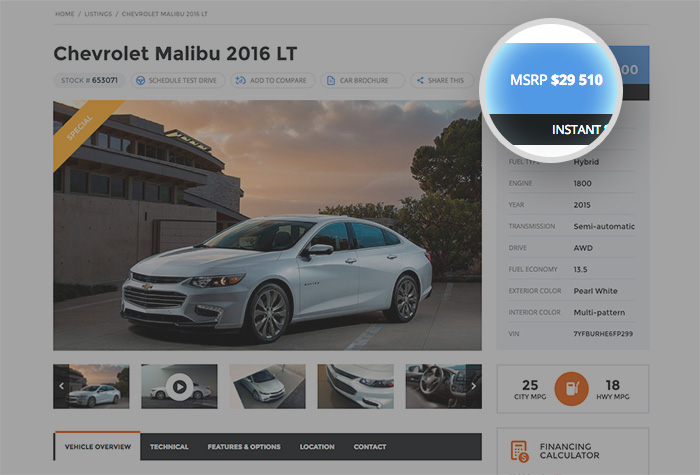 HOME / LISTINGS / CHEVROLET MALIBU 2016 LT
Chevrolet Malibu 2016 LT
STOCK # 653071
SCHEDULE TEST DRIVE
ADD TO COMPARE
CAR BROCHURE
SHARE THIS
SPECIAL
MSRP $29 510
00
INSTANT
FUEL TYPE Hybrid
ENGINE 1800
YEAR 2015
TRANSMISSION Semi-automatic
DRIVE AWD
FUEL ECONOMY 13.5
EXTERIOR COLOR Pearl White
INTERIOR COLOR Multi-pattern
VIN 7YFBURHE6FP299
25 CITY MPG
18 HWY MPG
VEHICLE OVERVIEW TECHNICAL FEATURES & OPTIONS LOCATION CONTACT
FINANCING
CALCULATOR